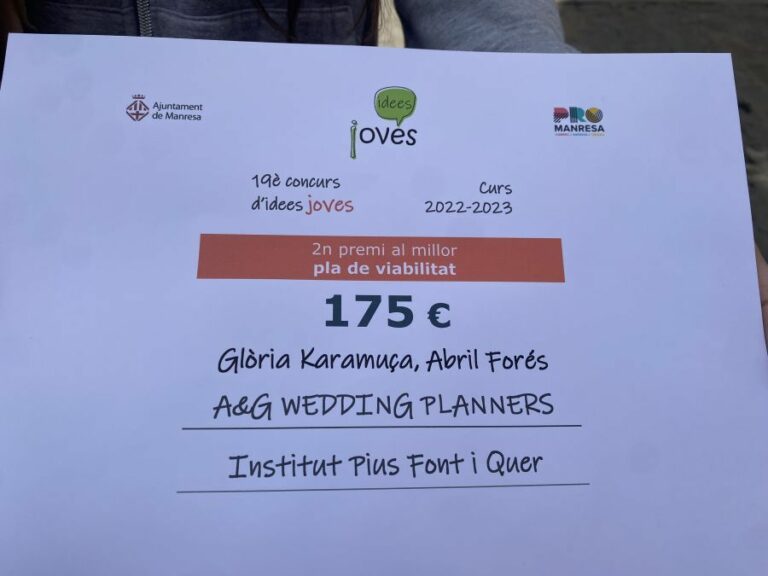 Ajuntament
de Manresa
idees
joves
PRO
MANRESA
19è concurs
d'idees joves
Curs
2022-2023
2n premi al millor
pla de viabilitat
175 €
Glòria Karamuça, Abril Forés
A&G WEDDING PLANNERS
Institut Pius Font i Quer